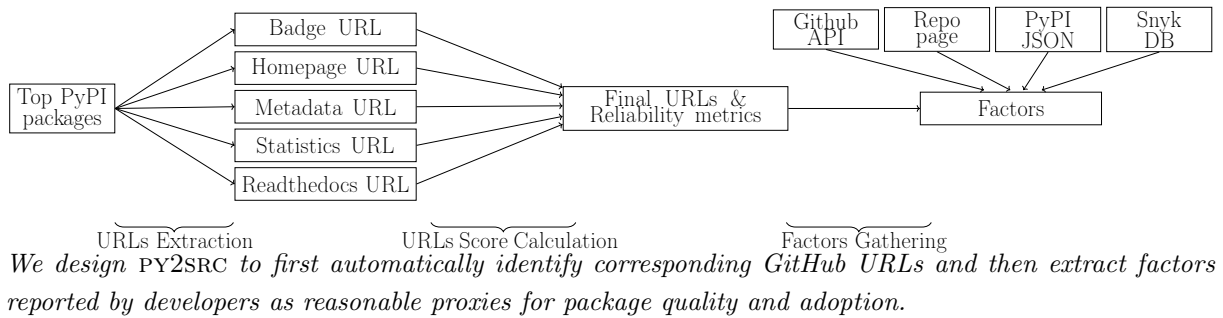 Top PyPI
packages
Badge URL
Homepage URL
Metadata URL
Statistics URL
Readthedocs URL
Final URLs &
Reliability metrics
Github
API
Repo
page
PyPI
JSON
Snyk
DB
Factors
URLs Extraction
URLs Score Calculation
Factors Gathering
We design PY2SRC to first automatically identify corresponding GitHub URLs and then extract factors
reported by developers as reasonable proxies for package quality and adoption.